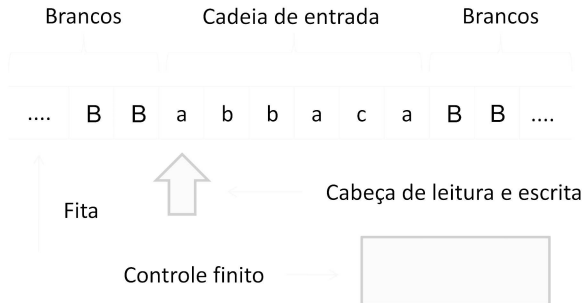 Brancos Cadeia de entrada Brancos
.... B B a b b a c a B B ....
Cabeça de leitura e escrita
Fita
Controle finito